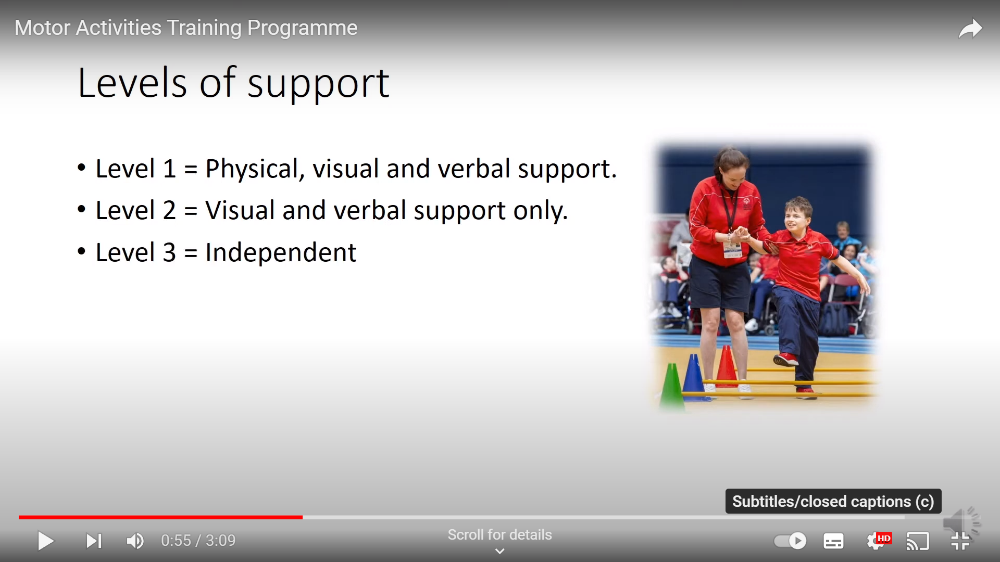 Motor Activities Training Programme
Levels of support
• Level 1 = Physical, visual and verbal support.
• Level 2 = Visual and verbal support only.
• Level 3 = Independent
Subtitles/closed captions (c)
0:55 / 3:09
Scroll for details
HD